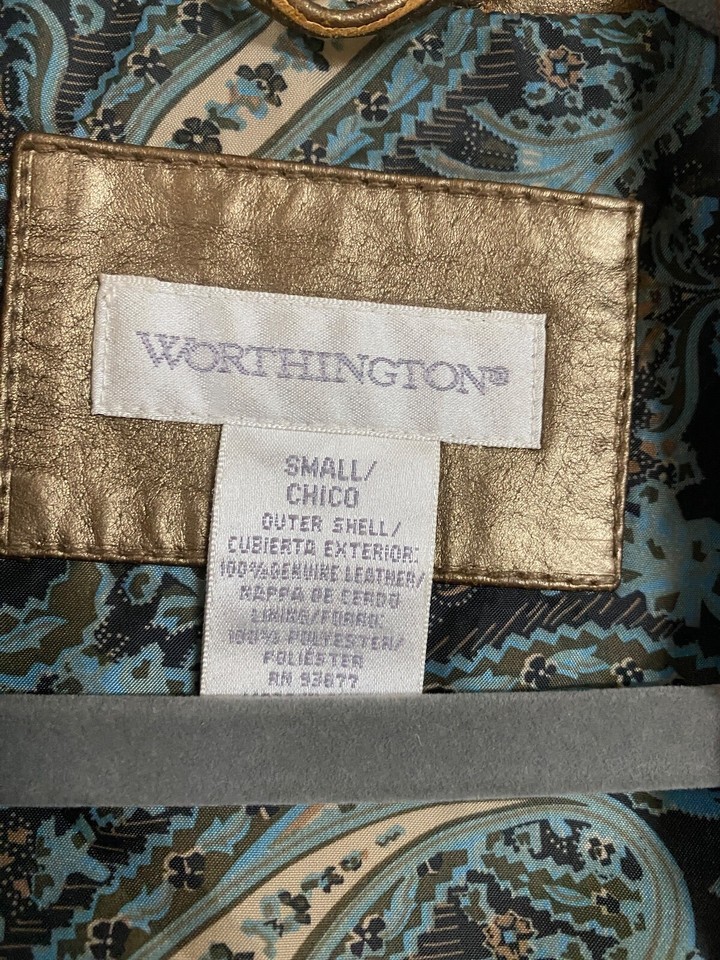 WORTHINGTON®
SMALL/
CHICO
OUTER SHELL/
CUBIERTA EXTERIOR:
100% GENUINE LEATHER/
NAPPA DE CERDO
LINING/FORRO:
100% POLYESTER/
POLIÉSTER
RN 93677